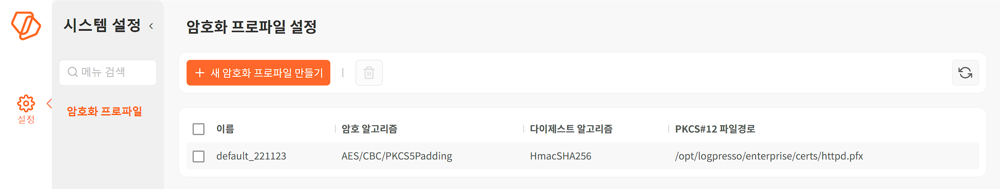 시스템 설정
메뉴 검색
설정
암호화 프로파일
암호화 프로파일 설정
새 암호화 프로파일 만들기
이름 암호 알고리즘 다이제스트 알고리즘 PKCS#12 파일경로
default_221123 AES/CBC/PKCS5Padding HmacSHA256 /opt/logpresso/enterprise/certs/httpd.pfx